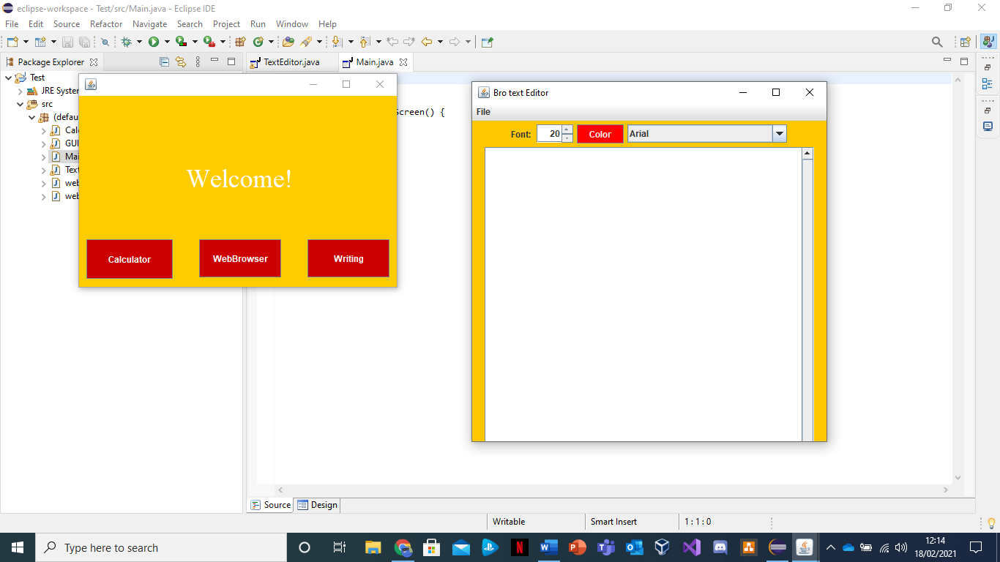 eclipse-workspace - Test/src/Main.java - Eclipse IDE
File Edit Source Refactor Navigate Search Project Run Window Help
Package Explorer
TextEditor.java
Main.java
Test
JRE Syster
src
(defau
Cal
GUI
Mai
Text
web
web
Screen() {
Welcome!
Calculator
WebBrowser
Writing
Bro text Editor
File
Font: 20 Color Arial
Source Design
Writable Smart Insert 1 : 1 : 0
Type here to search
12:14
18/02/2021